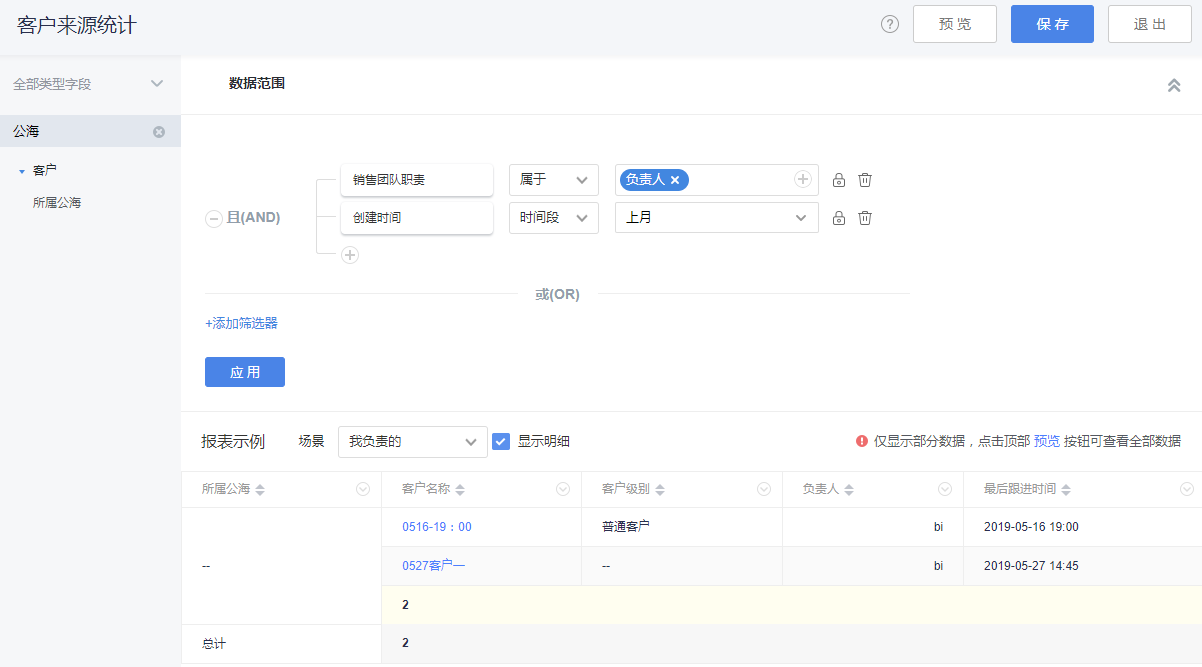 客户来源统计
? 预 览 保 存 退 出
全部类型字段
数据范围
公海
客户
所属公海
销售团队职责 属于 负责人 ×
且(AND)
创建时间 时间段 上月
或(OR)
+添加筛选器
应 用
报表示例 场景 我负责的 显示明细 仅显示部分数据，点击顶部 预览 按钮可查看全部数据
所属公海 客户名称 客户级别 负责人 最后跟进时间
0516-19：00 普通客户 bi 2019-05-16 19:00
-- 0527客户一 -- bi 2019-05-27 14:45
2
总计 2